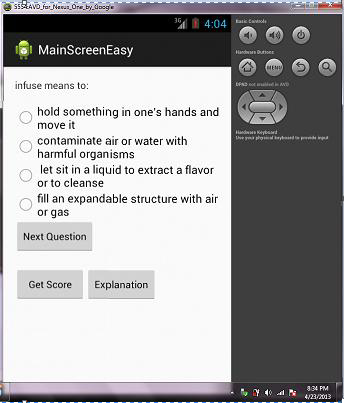 5554:AVD_for_Nexus_One_by_Google
3G 4:04
MainScreenEasy
infuse means to:
hold something in one's hands and
move it
contaminate air or water with
harmful organisms
let sit in a liquid to extract a flavor
or to cleanse
fill an expandable structure with air
or gas
Next Question
Get Score
Explanation
Basic Controls
Hardware Buttons
MENU
DPAD not enabled in AVD
Hardware Keyboard
Use your physical keyboard to provide input
8:34 PM
4/23/2013